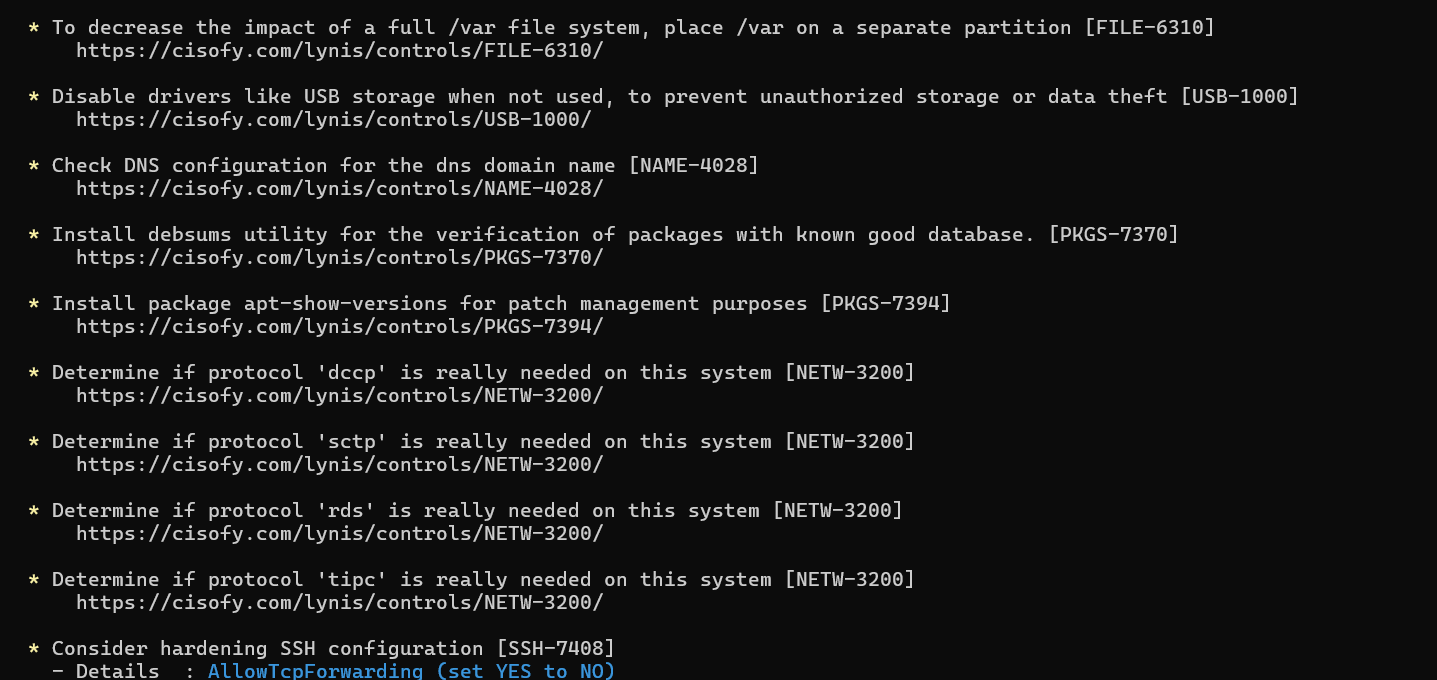 * To decrease the impact of a full /var file system, place /var on a separate partition [FILE-6310]
https://cisofy.com/lynis/controls/FILE-6310/
* Disable drivers like USB storage when not used, to prevent unauthorized storage or data theft [USB-1000]
https://cisofy.com/lynis/controls/USB-1000/
* Check DNS configuration for the dns domain name [NAME-4028]
https://cisofy.com/lynis/controls/NAME-4028/
* Install debsums utility for the verification of packages with known good database. [PKGS-7370]
https://cisofy.com/lynis/controls/PKGS-7370/
* Install package apt-show-versions for patch management purposes [PKGS-7394]
https://cisofy.com/lynis/controls/PKGS-7394/
* Determine if protocol 'dccp' is really needed on this system [NETW-3200]
https://cisofy.com/lynis/controls/NETW-3200/
* Determine if protocol 'sctp' is really needed on this system [NETW-3200]
https://cisofy.com/lynis/controls/NETW-3200/
* Determine if protocol 'rds' is really needed on this system [NETW-3200]
https://cisofy.com/lynis/controls/NETW-3200/
* Determine if protocol 'tipc' is really needed on this system [NETW-3200]
https://cisofy.com/lynis/controls/NETW-3200/
* Consider hardening SSH configuration [SSH-7408]
- Details  : AllowTcpForwarding (set YES to NO)